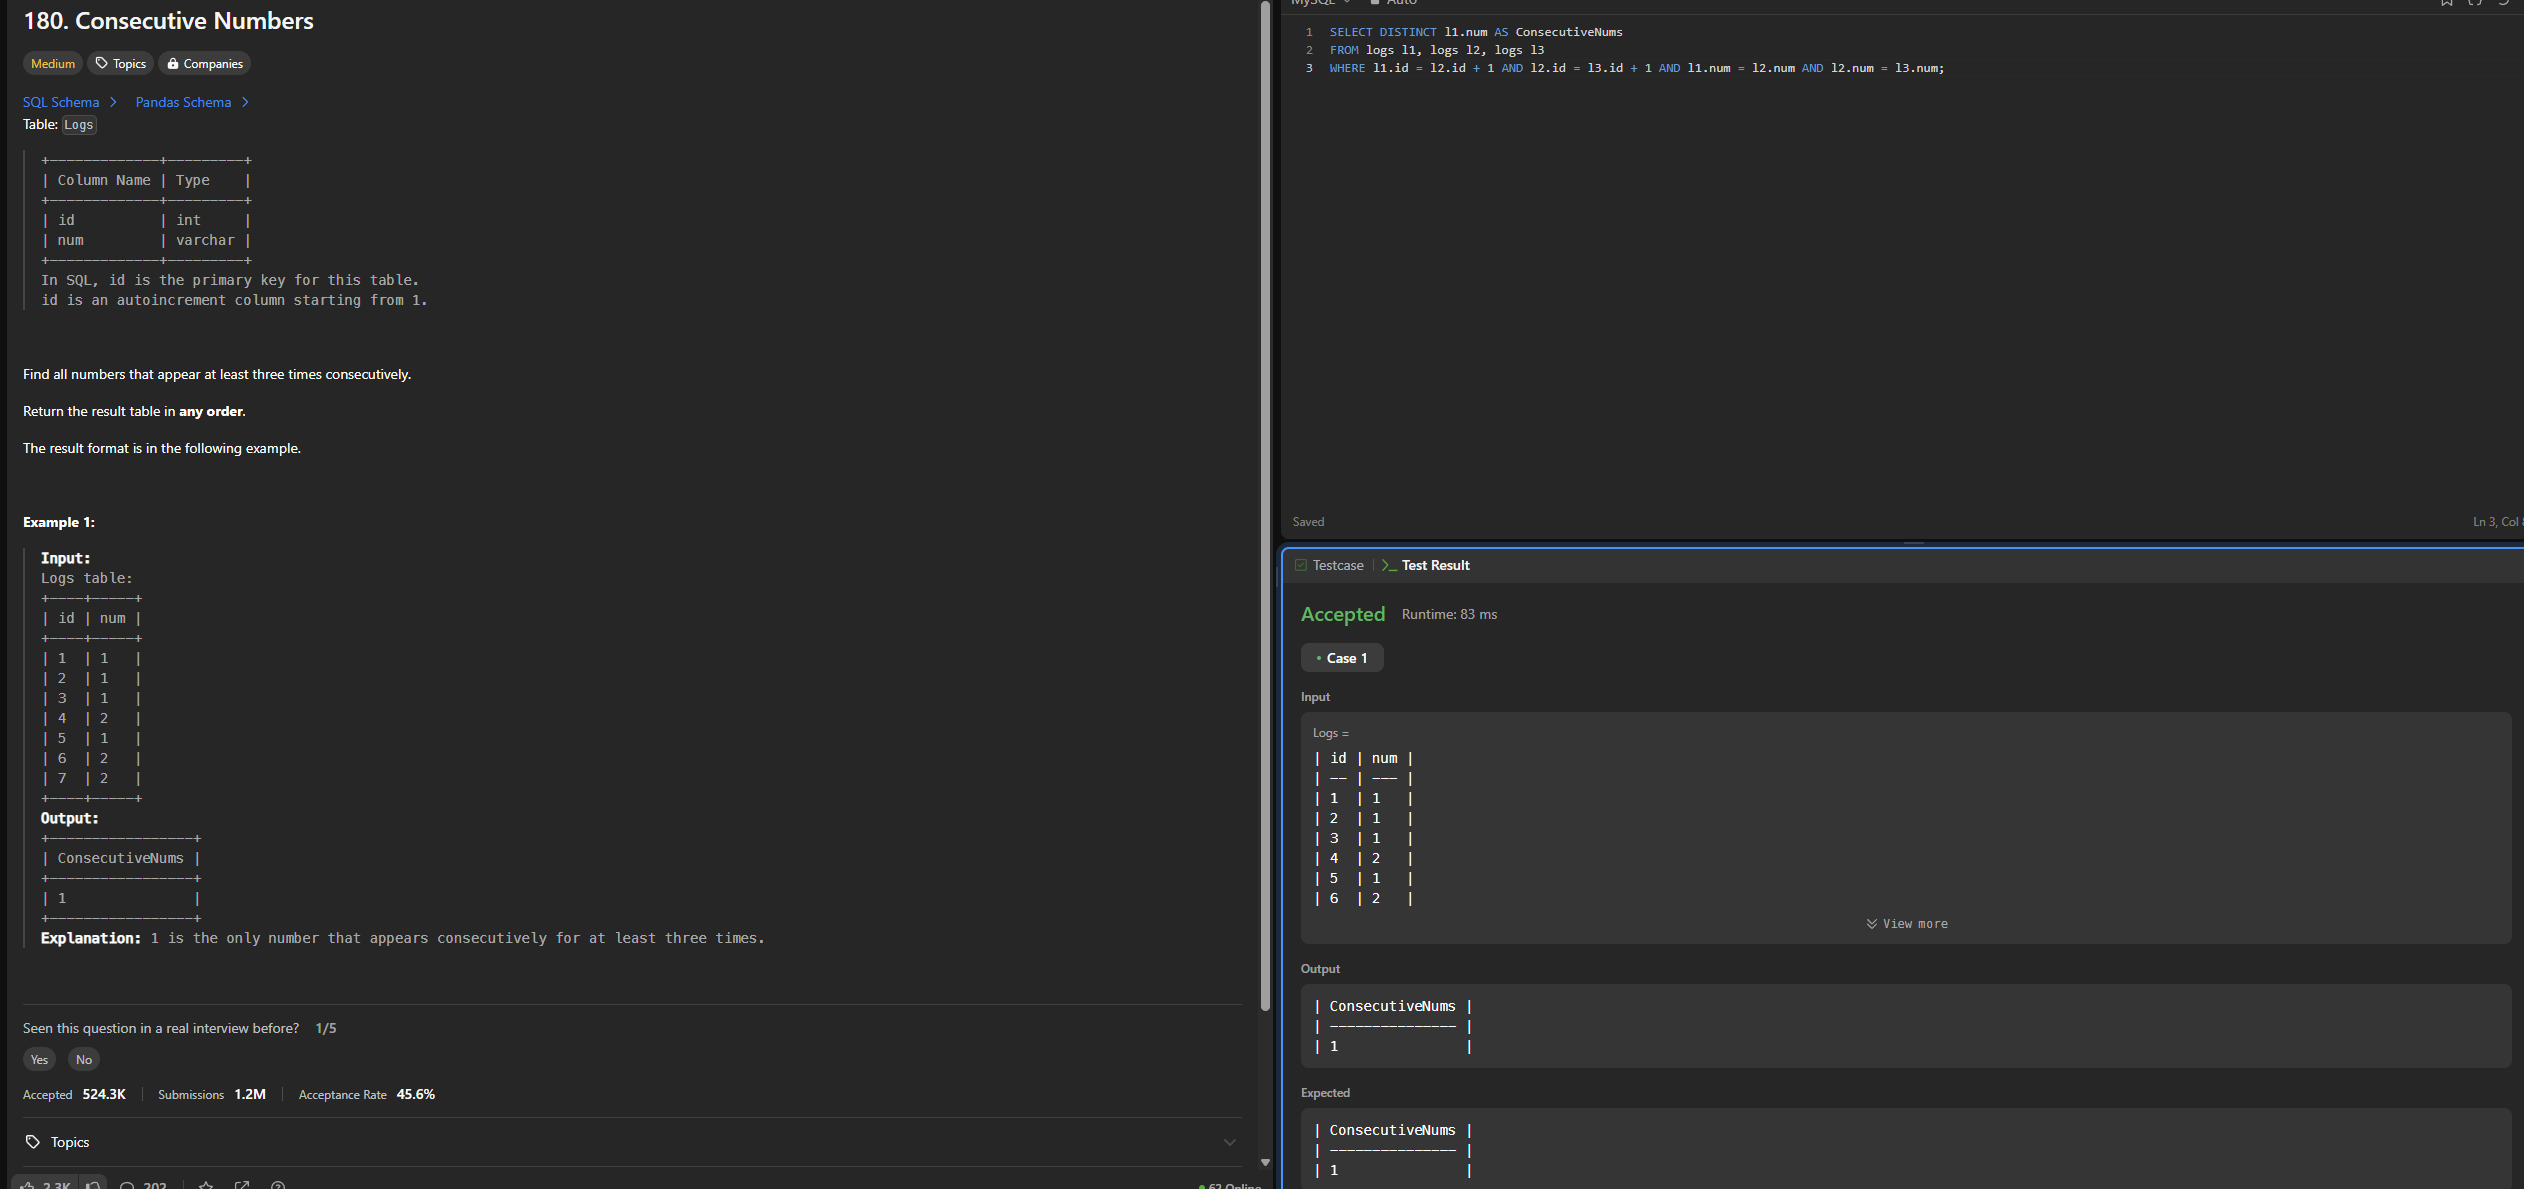 180. Consecutive Numbers
Medium
Topics
Companies
SQL Schema >
Pandas Schema >
Table: Logs
+-------------+---------+
| Column Name | Type    |
+-------------+---------+
| id          | int     |
| num         | varchar |
+-------------+---------+
In SQL, id is the primary key for this table.
id is an autoincrement column starting from 1.
Find all numbers that appear at least three times consecutively.
Return the result table in any order.
The result format is in the following example.
Example 1:
Input:
Logs table:
+----+-----+
| id | num |
+----+-----+
| 1  | 1   |
| 2  | 1   |
| 3  | 1   |
| 4  | 2   |
| 5  | 1   |
| 6  | 2   |
| 7  | 2   |
+----+-----+
Output:
+-----------------+
| ConsecutiveNums |
+-----------------+
| 1               |
+-----------------+
Explanation: 1 is the only number that appears consecutively for at least three times.
Seen this question in a real interview before? 1/5
Yes
No
Accepted 524.3K
Submissions 1.2M
Acceptance Rate 45.6%
Topics
2.3K
202
62 Online
MySQL
Auto
1 SELECT DISTINCT l1.num AS ConsecutiveNums
2 FROM logs l1, logs l2, logs l3
3 WHERE l1.id = l2.id + 1 AND l2.id = l3.id + 1 AND l1.num = l2.num AND l2.num = l3.num;
Saved
Ln 3, Col
Testcase
>_ Test Result
Accepted
Runtime: 83 ms
• Case 1
Input
Logs =
| id | num |
| -- | --- |
| 1  | 1   |
| 2  | 1   |
| 3  | 1   |
| 4  | 2   |
| 5  | 1   |
| 6  | 2   |
View more
Output
| ConsecutiveNums |
| --------------- |
| 1               |
Expected
| ConsecutiveNums |
| --------------- |
| 1               |